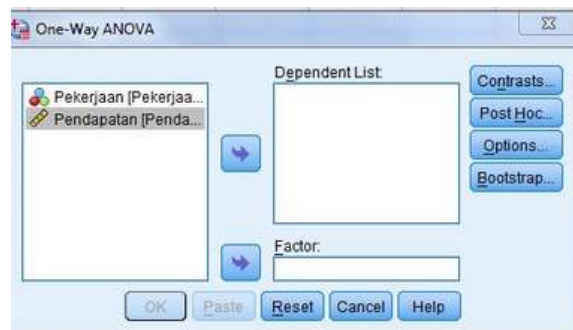 One-Way ANOVA
Pekerjaan [Pekerjaa...
Pendapatan [Penda...
Dependent List:
Factor:
Contrasts...
Post Hoc...
Options...
Bootstrap...
OK
Paste
Reset
Cancel
Help